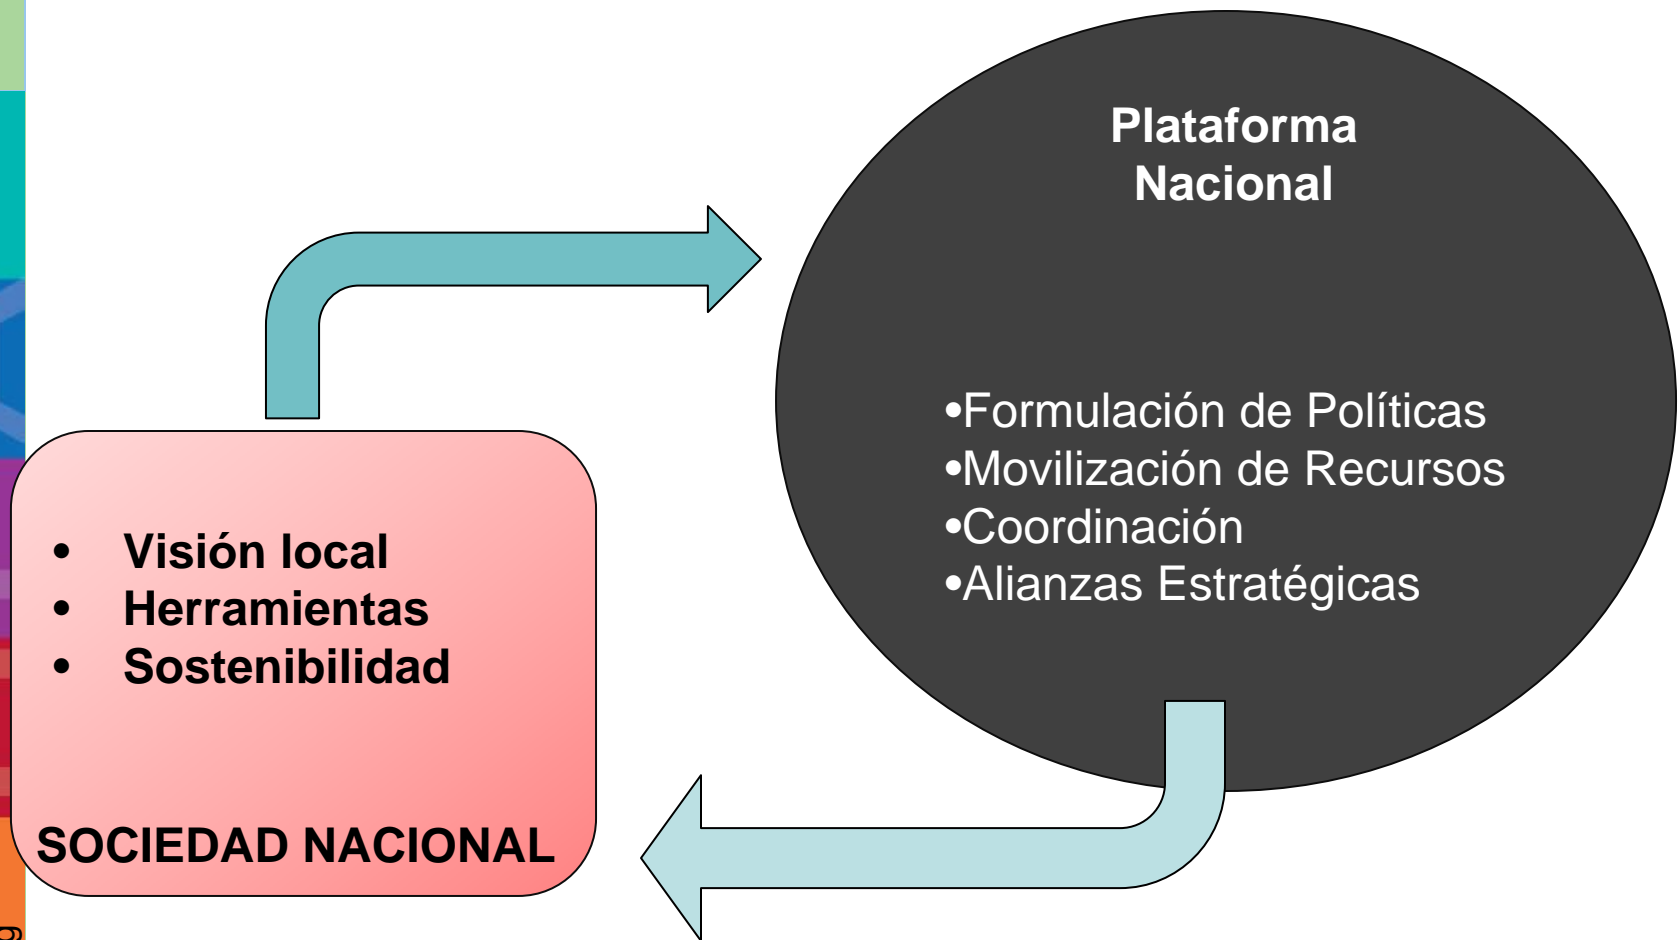 Plataforma
Nacional
•Formulación de Políticas
•Movilización de Recursos
•Coordinación
•Alianzas Estratégicas
• Visión local
• Herramientas
• Sostenibilidad
SOCIEDAD NACIONAL